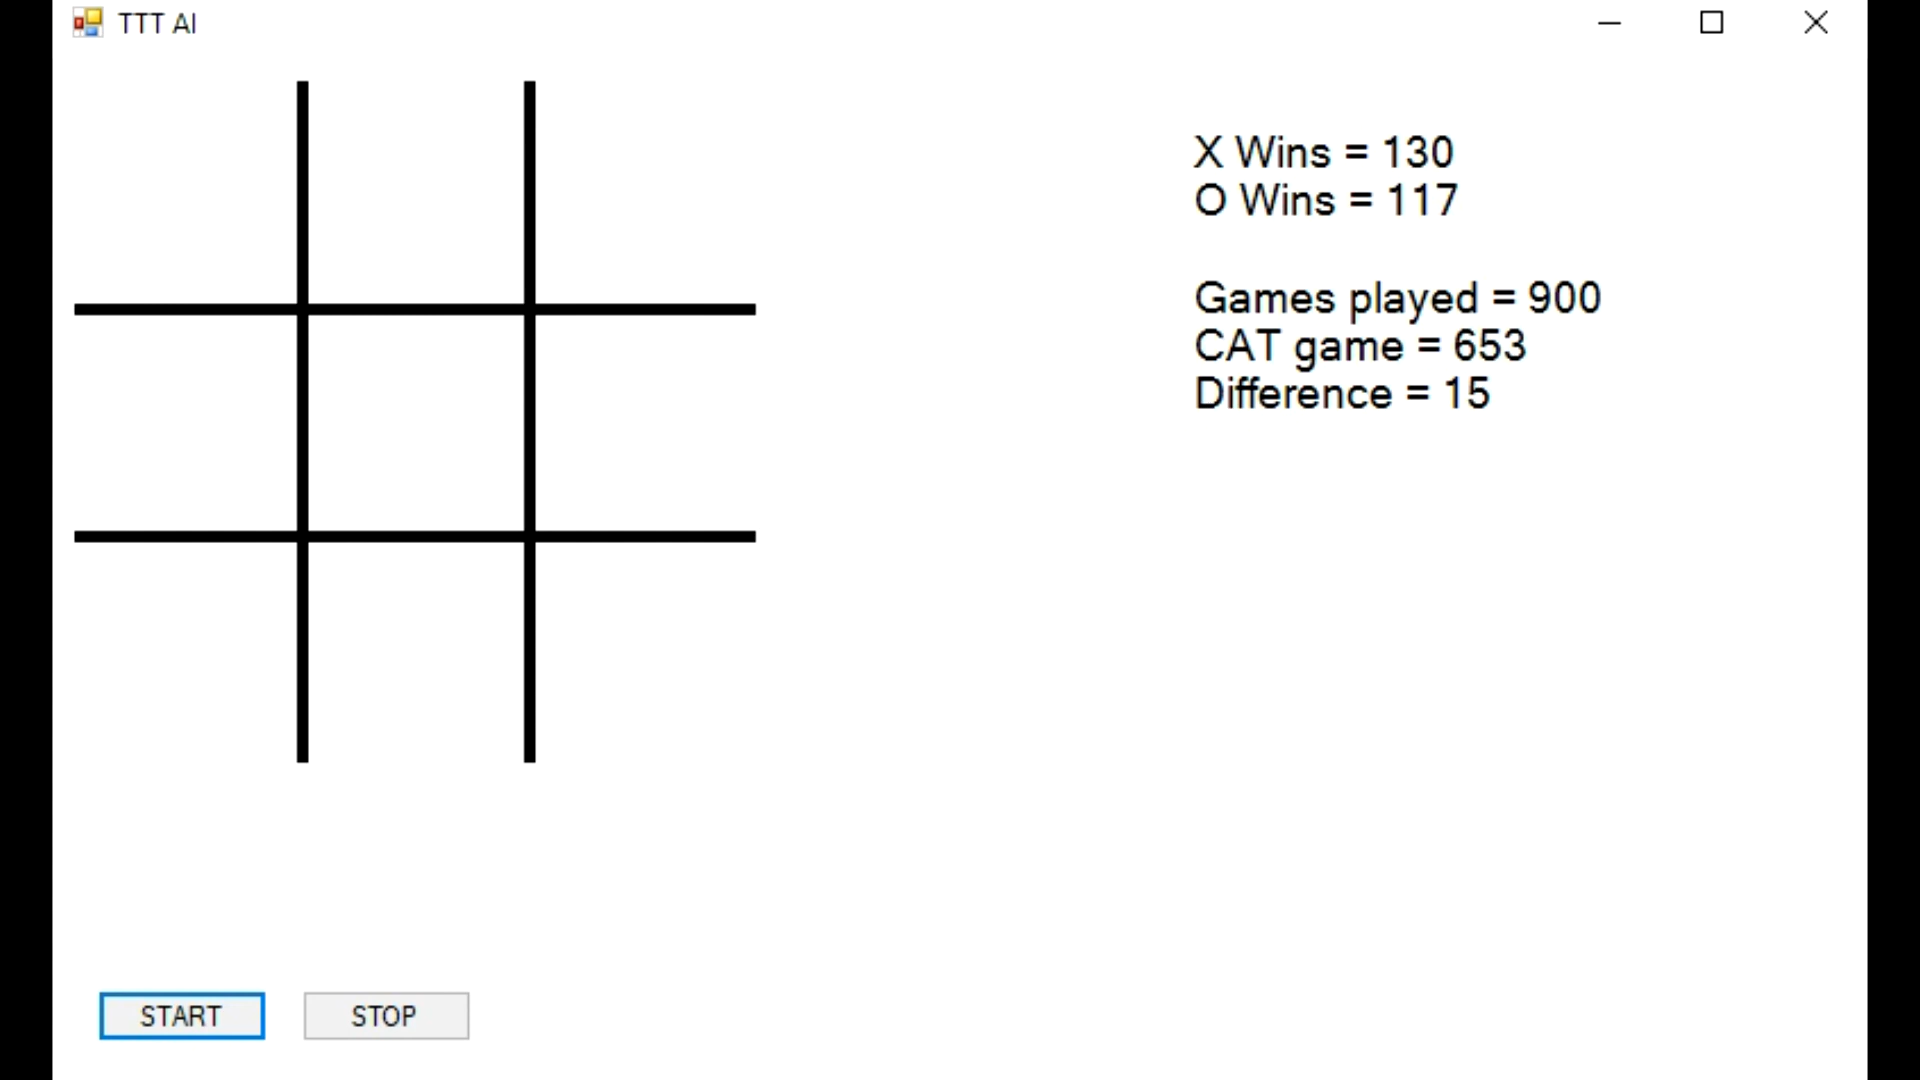 TTT AI
X Wins = 130
O Wins = 117
Games played = 900
CAT game = 653
Difference = 15
START
STOP